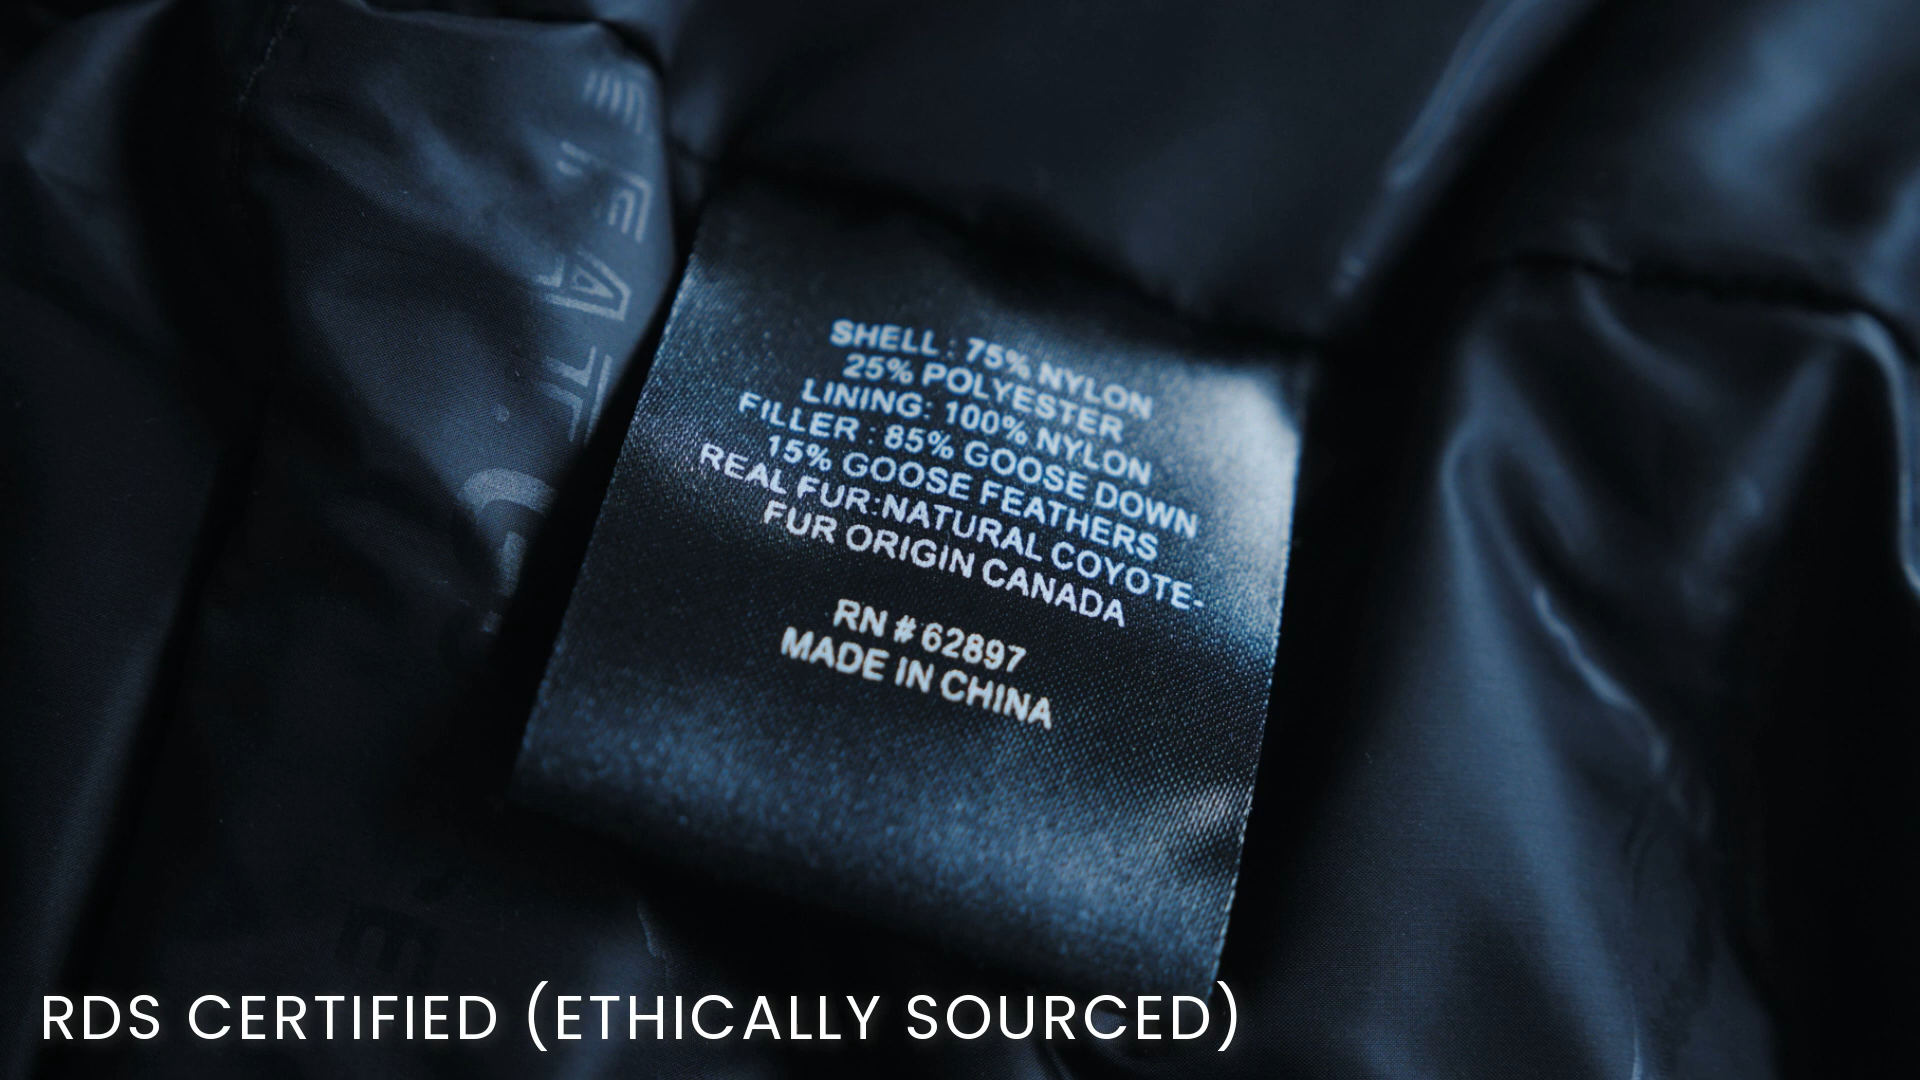 SHELL : 75% NYLON
25% POLYESTER
LINING: 100% NYLON
FILLER : 85% GOOSE DOWN
15% GOOSE FEATHERS
REAL FUR:NATURAL COYOTE-
FUR ORIGIN CANADA
RN # 62897
MADE IN CHINA
RDS CERTIFIED (ETHICALLY SOURCED)